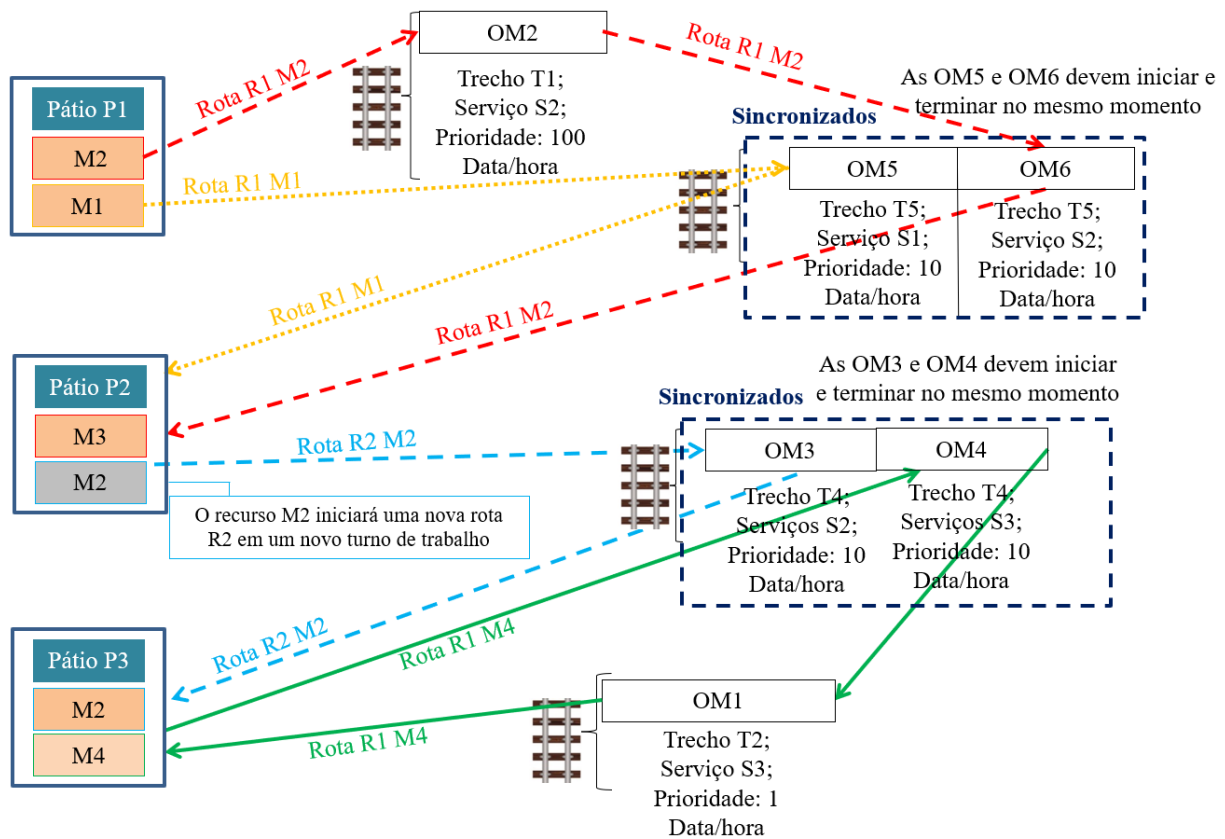 OM2
Rota R1 M2
Rota R1 M2
Trecho T1;
Serviço S2;
Prioridade: 100
Data/hora
As OM5 e OM6 devem iniciar e
terminar no mesmo momento
Pátio P1
M2
M1
Rota R1 M1
Sincronizados
OM5
OM6
Trecho T5;
Serviço S1;
Prioridade: 10
Data/hora
Trecho T5;
Serviço S2;
Prioridade: 10
Data/hora
Rota R1 M1
Rota R1 M2
As OM3 e OM4 devem iniciar
e terminar no mesmo momento
Sincronizados
Pátio P2
M3
M2
Rota R2 M2
OM3
OM4
O recurso M2 iniciará uma nova rota
R2 em um novo turno de trabalho
Trecho T4;
Serviços S2;
Prioridade: 10
Data/hora
Trecho T4;
Serviços S3;
Prioridade: 10
Data/hora
Rota R2 M2
Rota R1 M4
Pátio P3
M2
M4
Rota R1 M4
OM1
Trecho T2;
Serviço S3;
Prioridade: 1
Data/hora